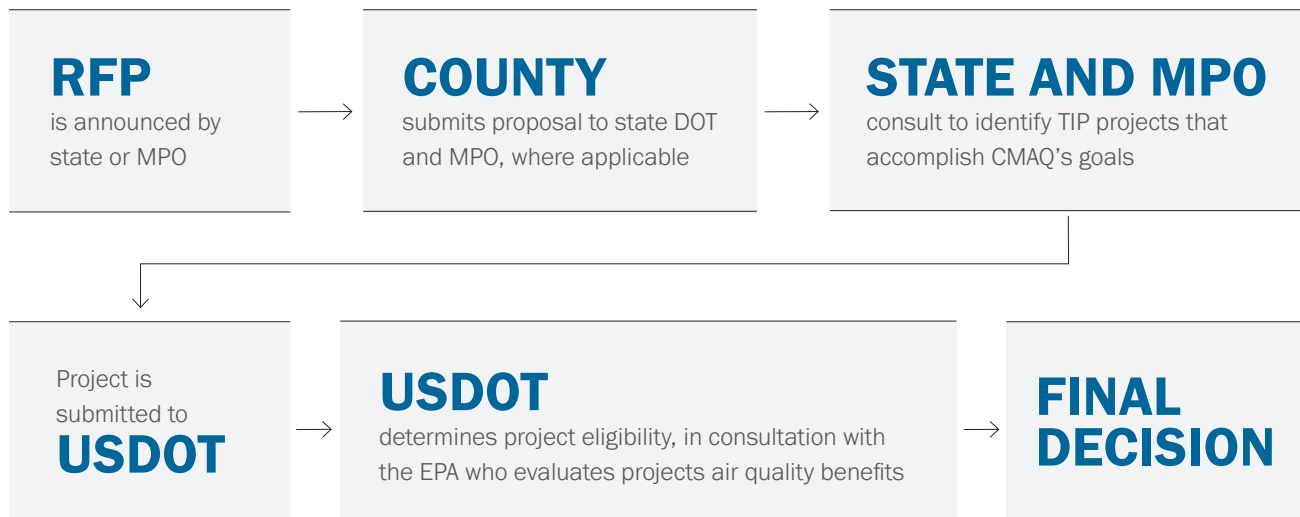 RFP
is announced by
state or MPO
COUNTY
submits proposal to state DOT
and MPO, where applicable
STATE AND MPO
consult to identify TIP projects that
accomplish CMAQ’s goals
Project is
submitted to
USDOT
USDOT
determines project eligibility, in consultation with
the EPA who evaluates projects air quality benefits
FINAL
DECISION